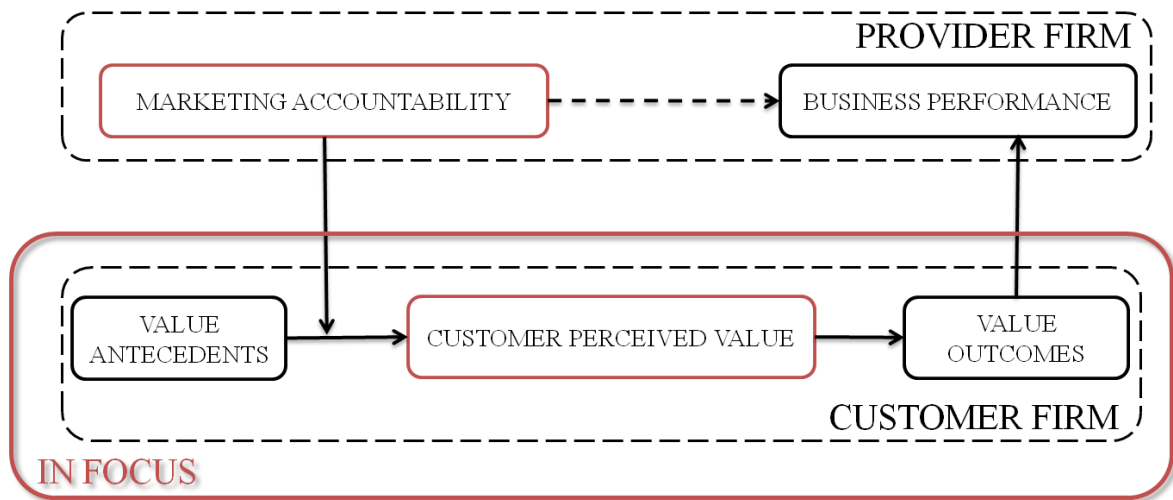 PROVIDER FIRM
MARKETING ACCOUNTABILITY
BUSINESS PERFORMANCE
VALUE
ANTECEDENTS
CUSTOMER PERCEIVED VALUE
VALUE
OUTCOMES
CUSTOMER FIRM
IN FOCUS